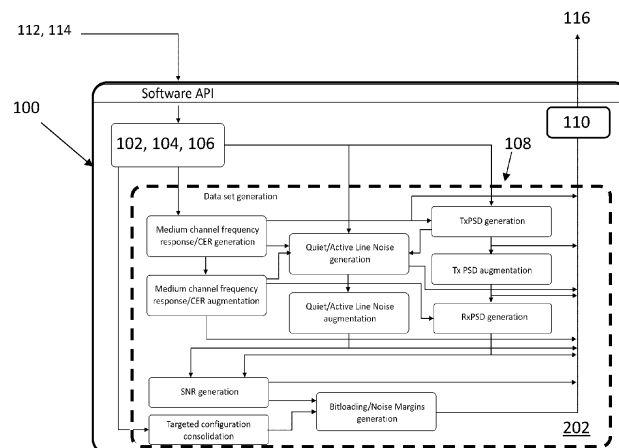 112, 114
116
Software API
100
102, 104, 106
110
108
Data set generation
Medium channel frequency
response/CER generation
TxPSD generation
Quiet/Active Line Noise
generation
Medium channel frequency
response/CER augmentation
Tx PSD augmentation
Quiet/Active Line Noise
augmentation
RxPSD generation
SNR generation
Bitloading/Noise Margins
generation
Targeted configuration
consolidation
202